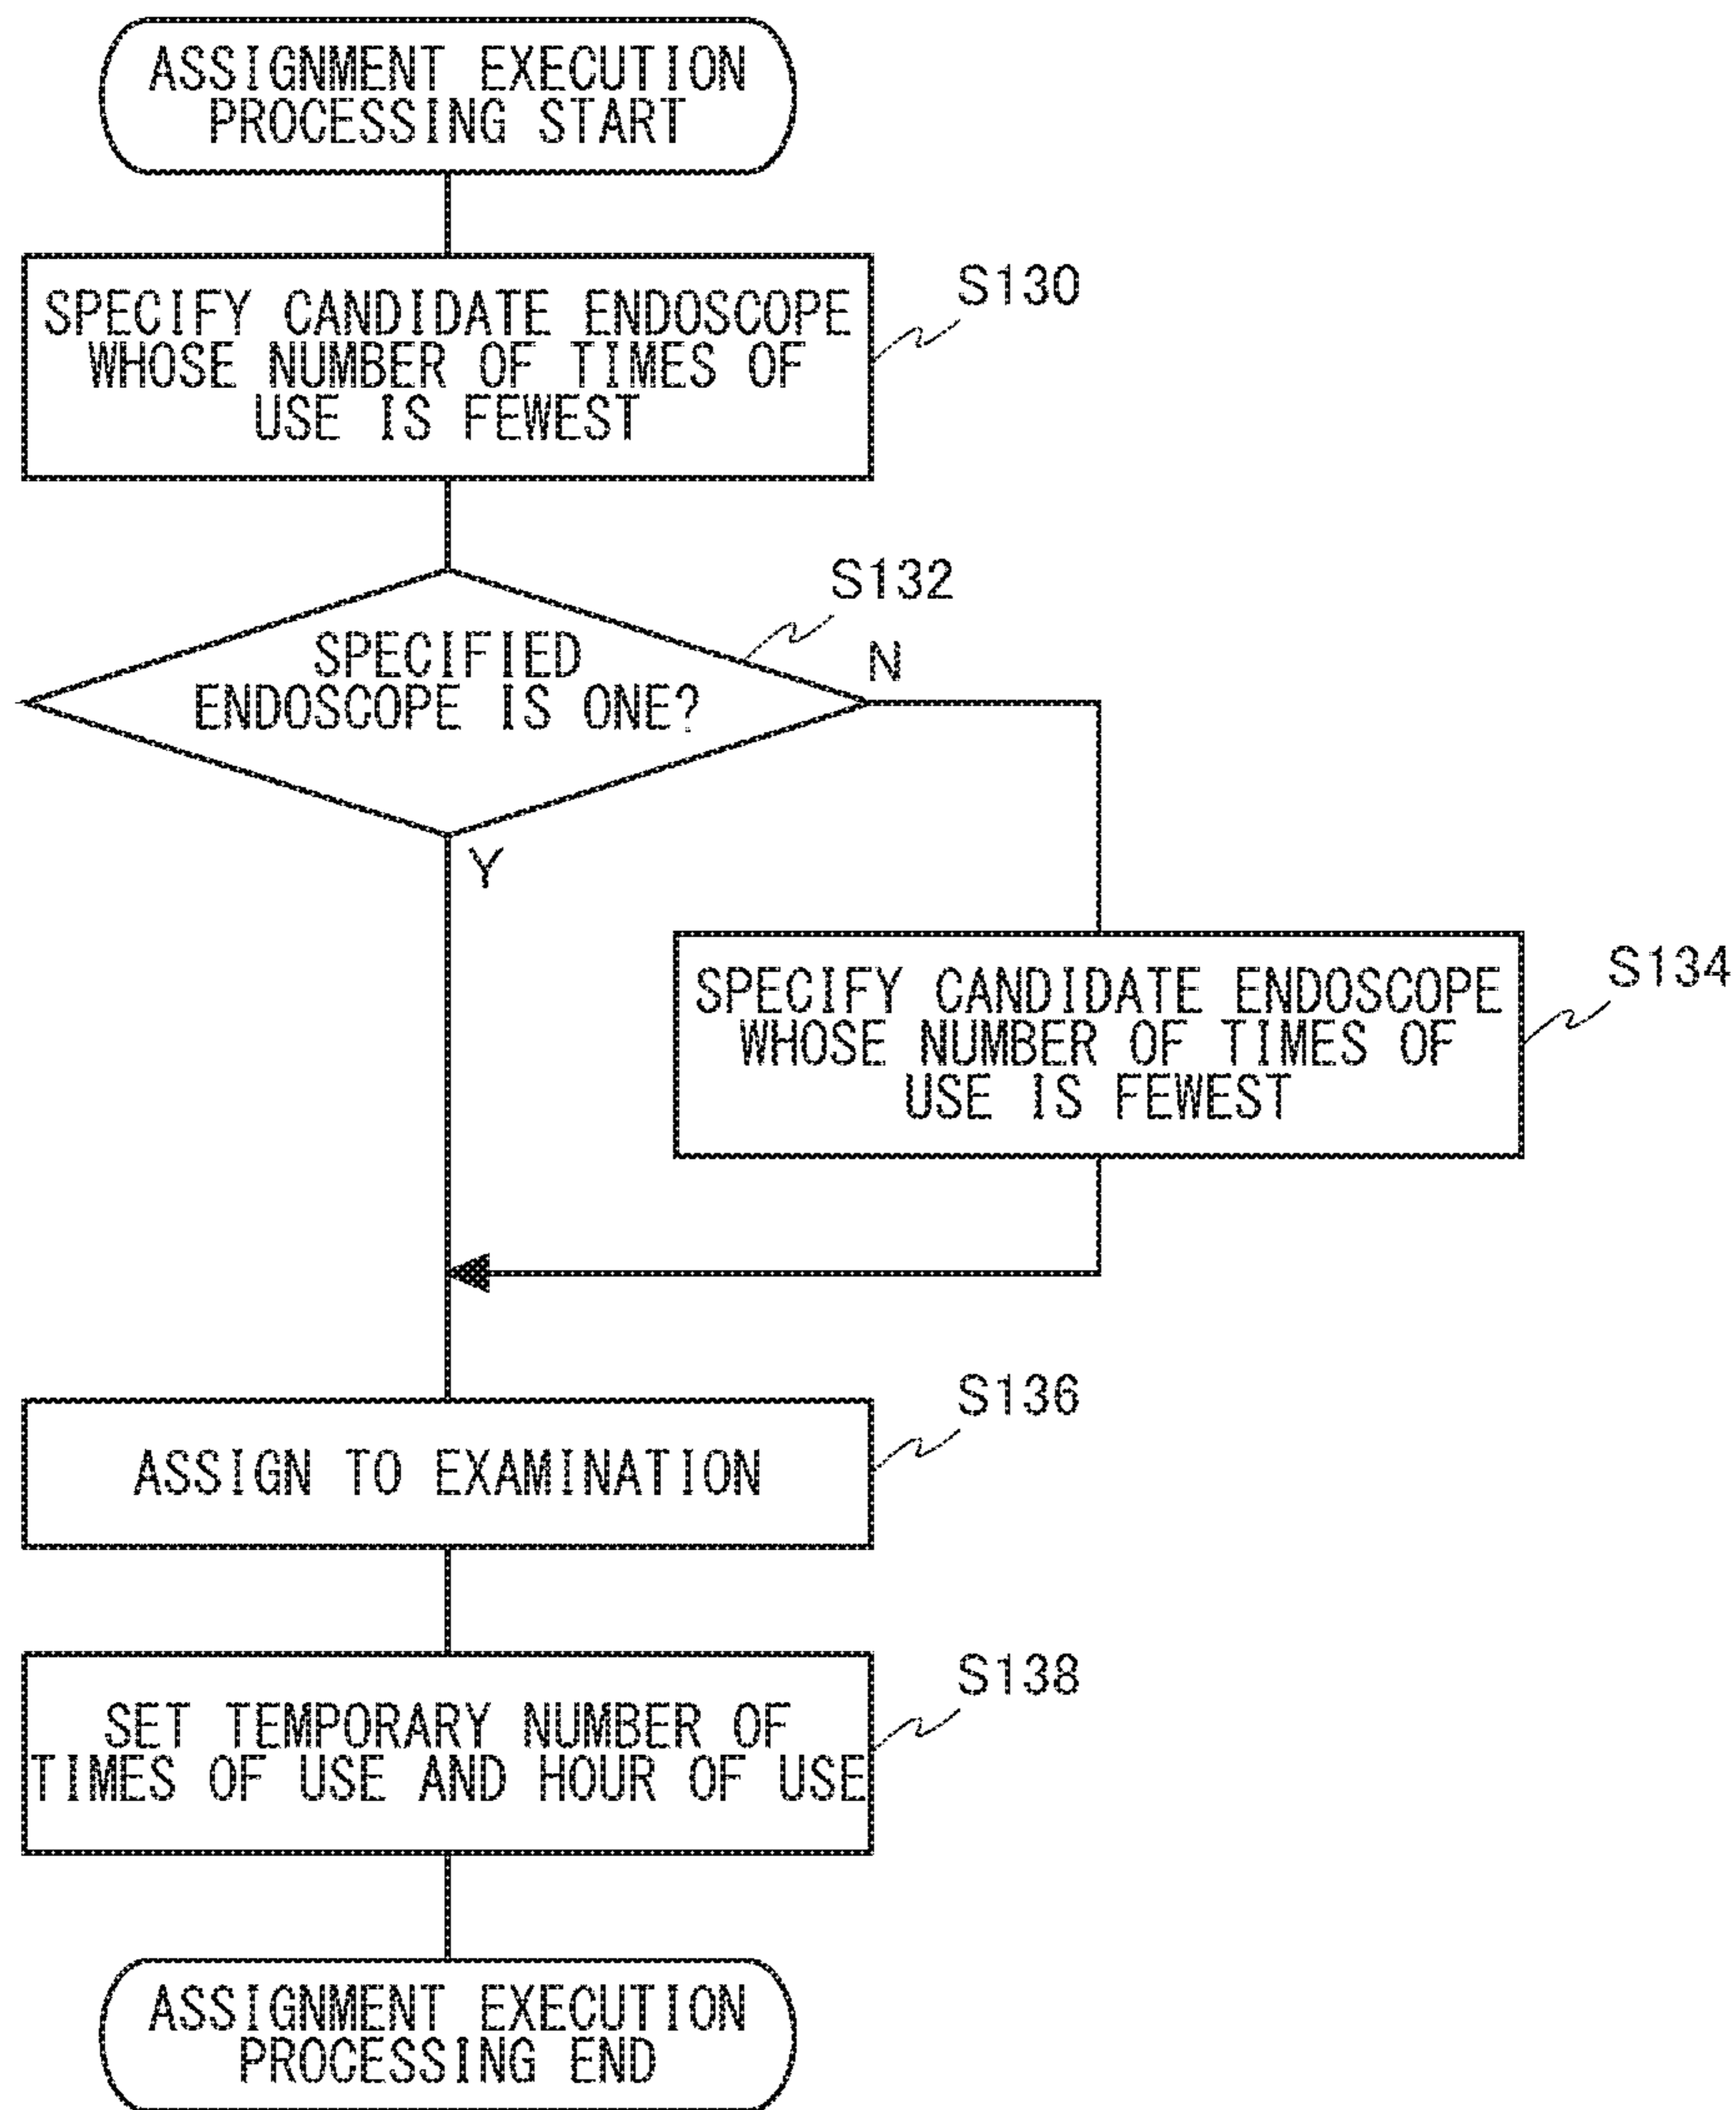 ASSIGNMENT EXECUTION
PROCESSING START
S130
SPECIFY CANDIDATE ENDOSCOPE
WHOSE NUMBER OF TIMES OF
USE IS FEWEST
S132
SPECIFIED
ENDOSCOPE IS ONE?
N
Y
S134
SPECIFY CANDIDATE ENDOSCOPE
WHOSE NUMBER OF TIMES OF
USE IS FEWEST
S136
ASSIGN TO EXAMINATION
S138
SET TEMPORARY NUMBER OF
TIMES OF USE AND HOUR OF USE
ASSIGNMENT EXECUTION
PROCESSING END